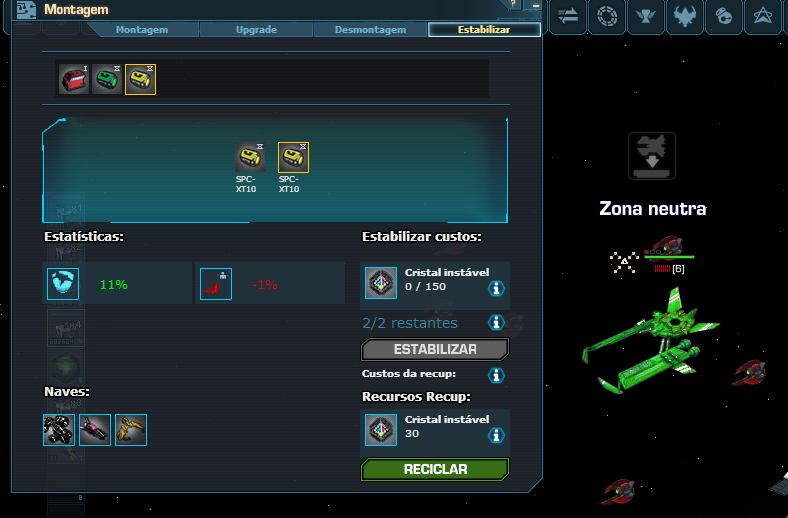 Montagem
?
Montagem
Upgrade
Desmontagem
Estabilizar
I
X
X
X
X
SPC-
XT10
SPC-
XT10
Estatísticas:
11%
-1%
Naves:
Estabilizar custos:
Cristal instável
0 / 150
2/2 restantes
ESTABILIZAR
Custos da recup:
Recursos Recup:
Cristal instável
30
RECICLAR
Zona neutra
[6]
8